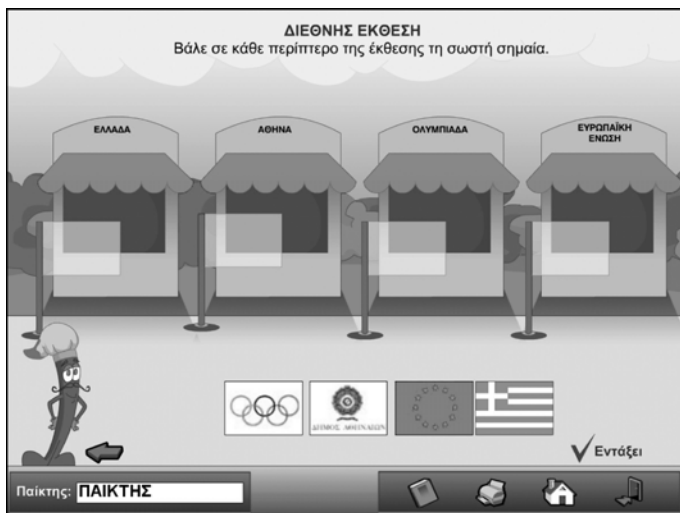 ΔΙΕΘΝΗΣ ΕΚΘΕΣΗ
Βάλε σε κάθε περίπτερο της έκθεσης τη σωστή σημαία.
ΕΛΛΑΔΑ
ΑΘΗΝΑ
ΟΛΥΜΠΙΑΔΑ
ΕΥΡΩΠΑΪΚΗ
ΕΝΩΣΗ
ΔΗΜΟΣ ΑΘΗΝΑΙΩΝ
Εντάξει
Παίκτης: ΠΑΙΚΤΗΣ